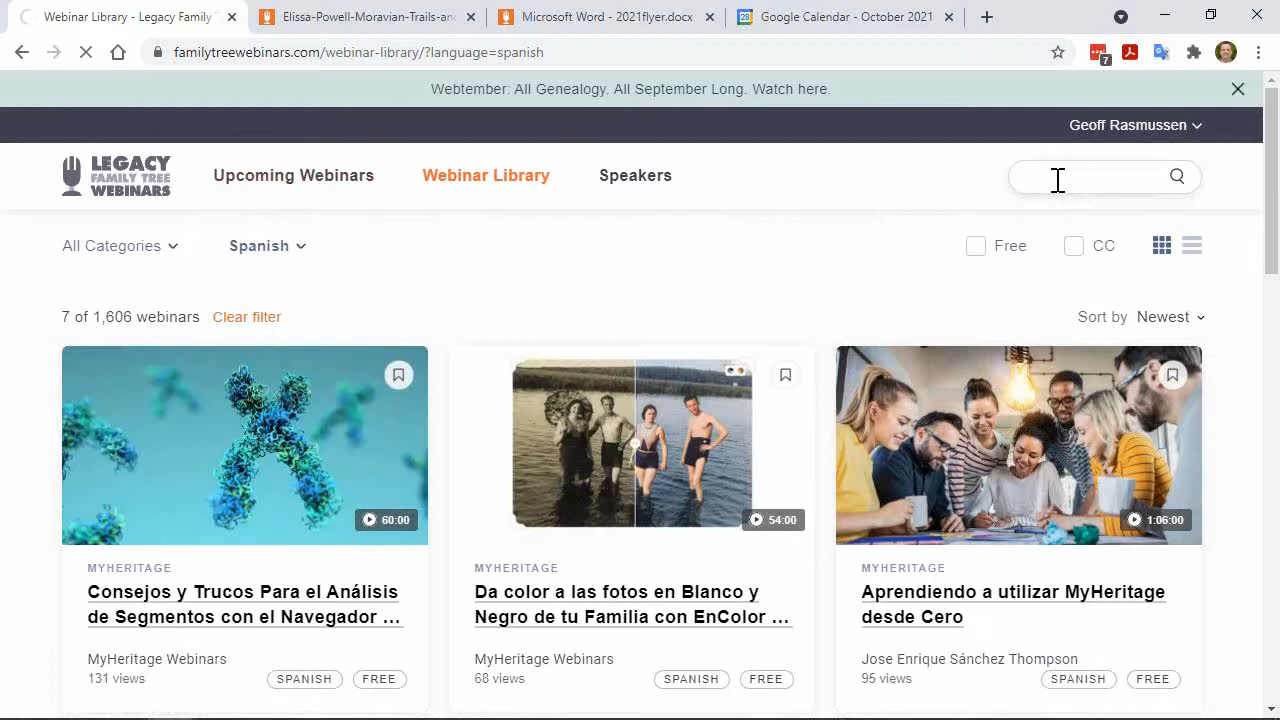 Webinar Library - Legacy Family T
Elissa-Powell-Moravian-Trails-and
Microsoft Word - 2021flyer.docx
Google Calendar - October 2021
familytreewebinars.com/webinar-library/?language=spanish
7
28
Webtember: All Genealogy. All September Long. Watch here.
Geoff Rasmussen
LEGACY
FAMILY TREE
WEBINARS
Upcoming Webinars
Webinar Library
Speakers
All Categories
Spanish
Free
CC
7 of 1,606 webinars
Clear filter
Sort by Newest
60:00
54:00
1:06:00
MYHERITAGE
Consejos y Trucos Para el Análisis
de Segmentos con el Navegador ...
MyHeritage Webinars
131 views
SPANISH
FREE
MYHERITAGE
Da color a las fotos en Blanco y
Negro de tu Familia con EnColor ...
MyHeritage Webinars
68 views
SPANISH
FREE
MYHERITAGE
Aprendiendo a utilizar MyHeritage
desde Cero
Jose Enrique Sánchez Thompson
95 views
SPANISH
FREE